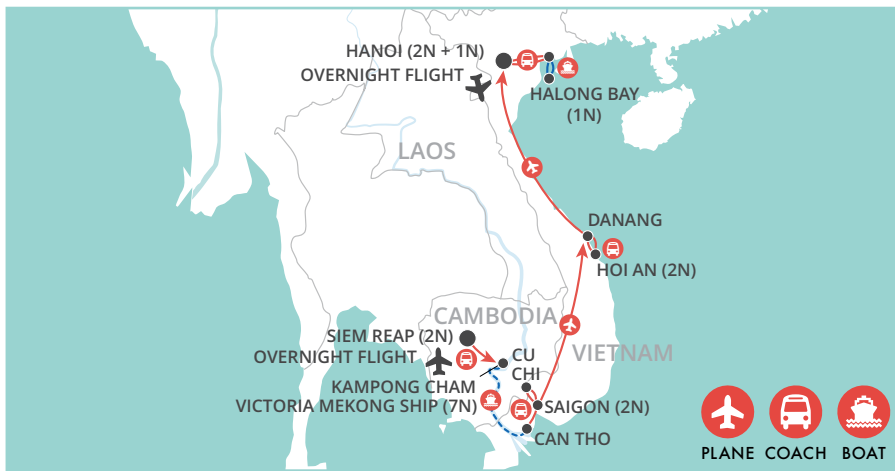 HANOI (2N + 1N)
OVERNIGHT FLIGHT
HALONG BAY
(1N)
LAOS
DANANG
HOI AN (2N)
CAMBODIA
SIEM REAP (2N)
OVERNIGHT FLIGHT
VIETNAM
CU
CHI
KAMPONG CHAM
VICTORIA MEKONG SHIP (7N)
SAIGON (2N)
CAN THO
PLANE
COACH
BOAT